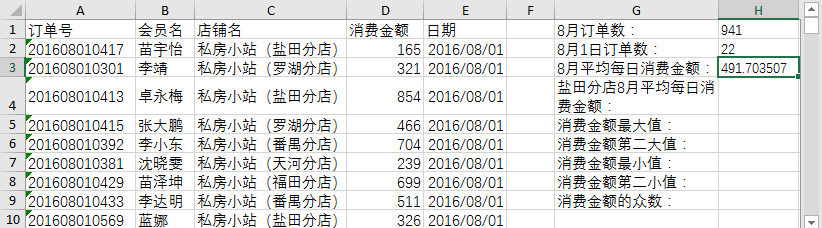 A B C D E F G H
1 订单号 会员名 店铺名 消费金额 日期 8月订单数： 941
2 201608010417 苗宇怡 私房小站（盐田分店） 165 2016/08/01 8月1日订单数： 22
3 201608010301 李靖 私房小站（罗湖分店） 321 2016/08/01 8月平均每日消费金额： 491.703507
4 201608010413 卓永梅 私房小站（盐田分店） 854 2016/08/01 盐田分店8月平均每日消
费金额：
5 201608010415 张大鹏 私房小站（罗湖分店） 466 2016/08/01 消费金额最大值：
6 201608010392 李小东 私房小站（番禺分店） 704 2016/08/01 消费金额第二大值：
7 201608010381 沈晓雯 私房小站（天河分店） 239 2016/08/01 消费金额最小值：
8 201608010429 苗泽坤 私房小站（福田分店） 699 2016/08/01 消费金额第二小值：
9 201608010433 李达明 私房小站（番禺分店） 511 2016/08/01 消费金额的众数：
10 201608010569 蓝娜 私房小站（盐田分店） 326 2016/08/01